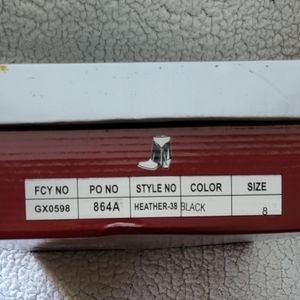 FCY NO PO NO STYLE NO COLOR SIZE
GX0598 864A HEATHER-38 BLACK 8